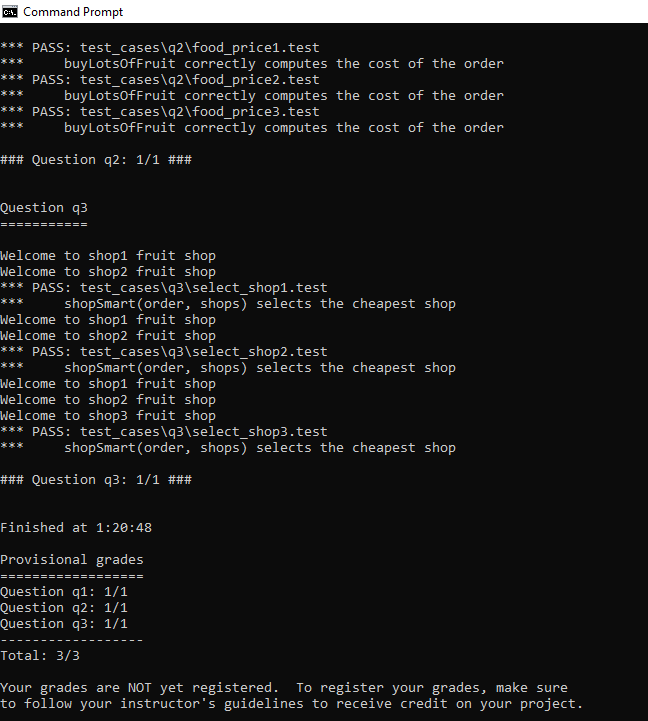 Command Prompt
*** PASS: test_cases\q2\food_price1.test
***     buyLotsOfFruit correctly computes the cost of the order
*** PASS: test_cases\q2\food_price2.test
***     buyLotsOfFruit correctly computes the cost of the order
*** PASS: test_cases\q2\food_price3.test
***     buyLotsOfFruit correctly computes the cost of the order
### Question q2: 1/1 ###
Question q3
===========
Welcome to shop1 fruit shop
Welcome to shop2 fruit shop
*** PASS: test_cases\q3\select_shop1.test
***     shopSmart(order, shops) selects the cheapest shop
Welcome to shop1 fruit shop
Welcome to shop2 fruit shop
*** PASS: test_cases\q3\select_shop2.test
***     shopSmart(order, shops) selects the cheapest shop
Welcome to shop1 fruit shop
Welcome to shop2 fruit shop
Welcome to shop3 fruit shop
*** PASS: test_cases\q3\select_shop3.test
***     shopSmart(order, shops) selects the cheapest shop
### Question q3: 1/1 ###
Finished at 1:20:48
Provisional grades
==================
Question q1: 1/1
Question q2: 1/1
Question q3: 1/1
------------------
Total: 3/3
Your grades are NOT yet registered.  To register your grades, make sure
to follow your instructor's guidelines to receive credit on your project.